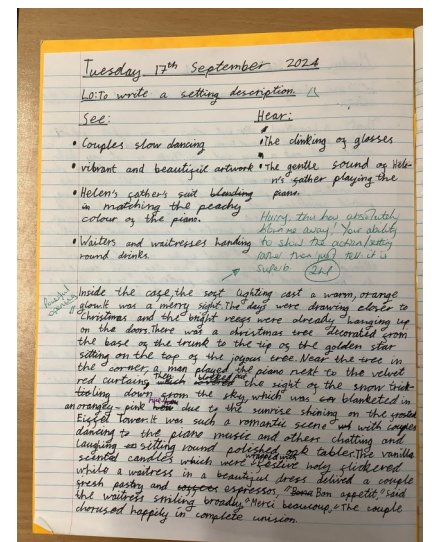 Tuesday 17th September 2024
LO: To write a setting description.
See:
Hear:
• Couples slow dancing
• The clinking of glasses
• vibrant and beautiful artwork
• The gentle sound of Helen's father playing the
piano.
• Helen's father's suit blending
in matching the peachy
colour of the piano.
• Waiters and waitresses handing
round drinks.
Harry, this has absolutely
blown me away! Your ability
to show the action/setting
rather than just tell it is
superb.
2HP
opening
Inside the case, the soft lighting cast a warm, orange
glow. It was a merry sight. The days were drawing closer to
Christmas and the bright reefs were already hanging up
on the doors. There was a christmas tree decorated from
the base of the trunk to the tip of the golden star
sitting on the top of the joyous tree. Near the tree in
the corner, a man played the piano next to the velvet
red curtains. They which covered the sight of the snow trick-
ling down from the sky, which was blanketed in
an orangey-pink due to the sunrise shining on the
Eiffel Tower. It was such a romantic scene with couples
dancing to the piano music and others chatting and
laughing sitting round polished oak tables. The vanilla
scented candles which were festive holy flickered
while a waitress in a beautiful dress delived a couple
fresh pastry and espressos, "Bon appetit," said
the waitress smiling broadly, "Merci beaucoup," The couple
chorused happily in complete unison.